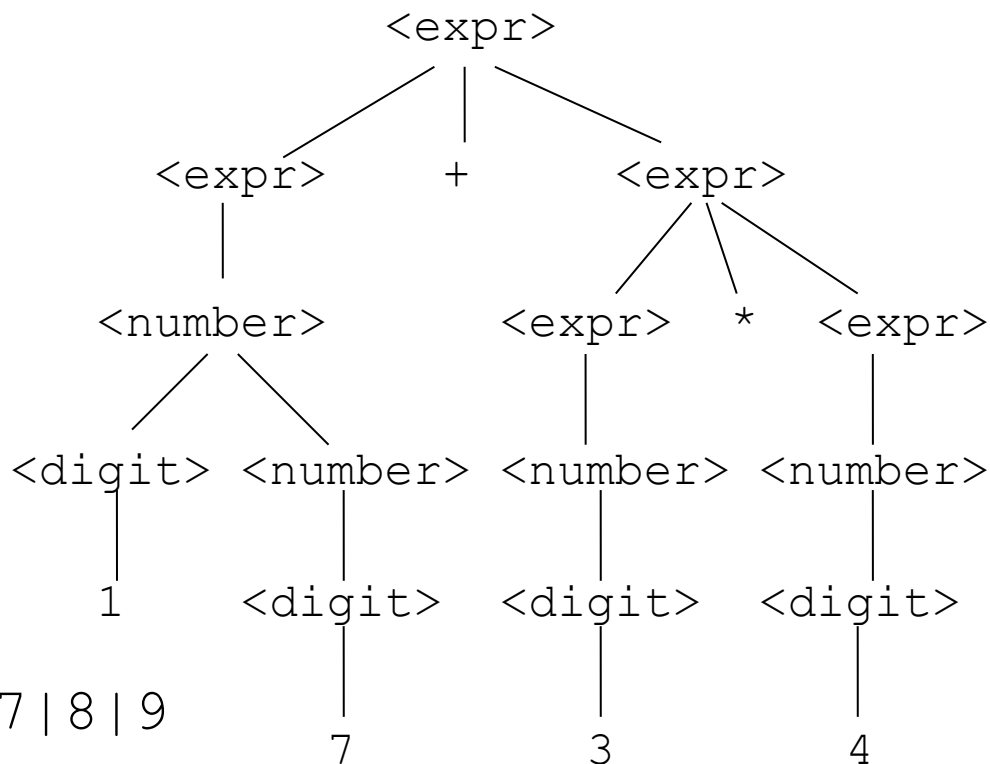 <expr>
<expr> + <expr>
<number> <expr> * <expr>
<digit> <number> <number> <number>
1 <digit> <digit> <digit>
7|8|9
7 3 4